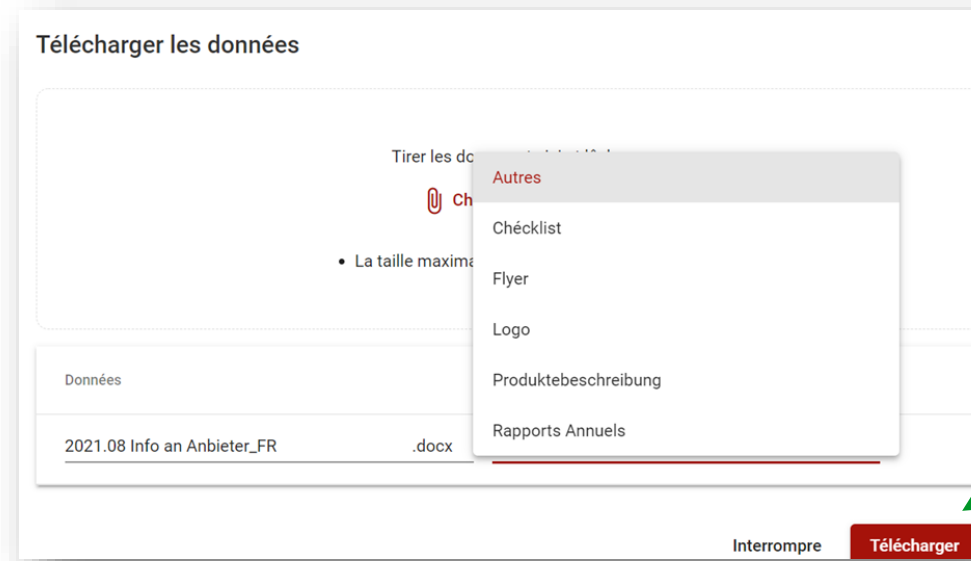 Télécharger les données
Tirer les do
Ch
• La taille maxima
Autres
Chécklist
Flyer
Logo
Produktebeschreibung
Rapports Annuels
Données
2021.08 Info an Anbieter_FR .docx
Interrompre Télécharger